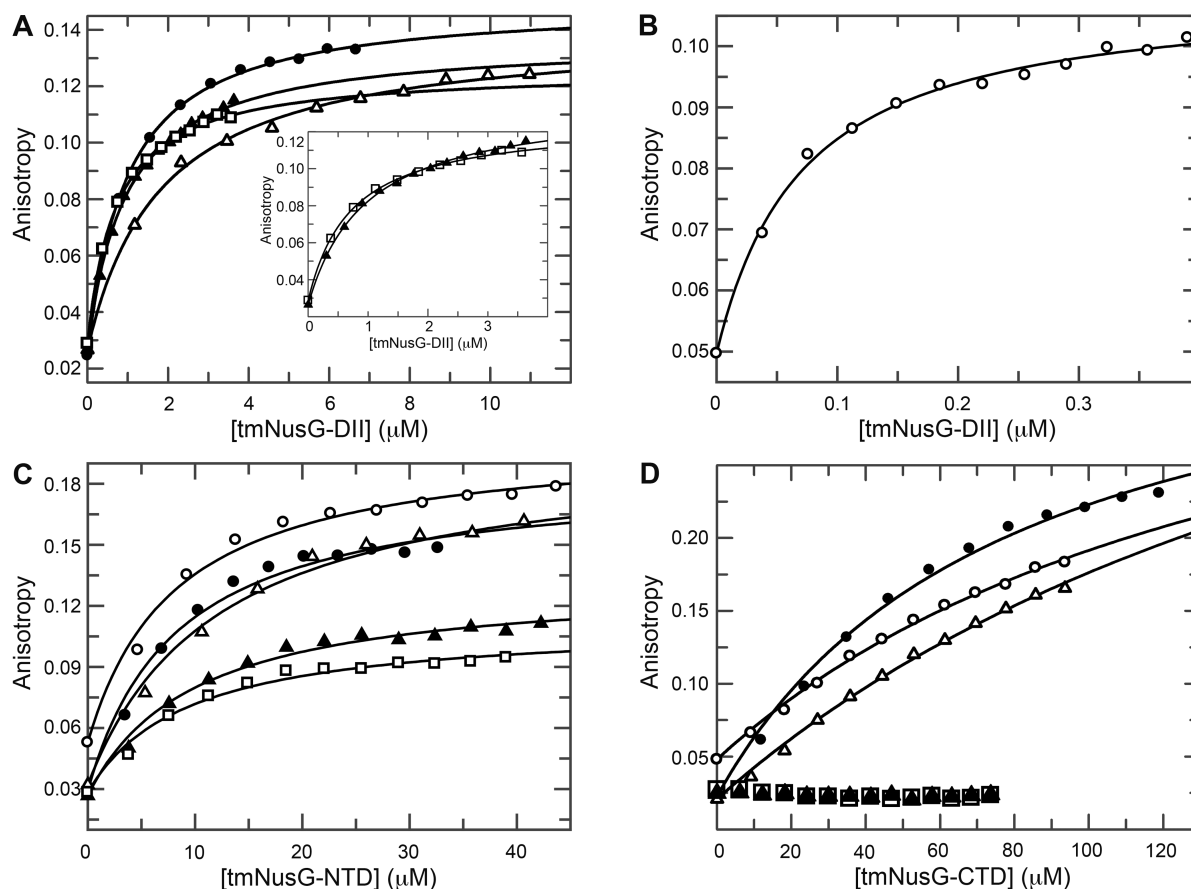 A
0.14
0.12
0.10
0.08
0.06
0.04
0.02
Anisotropy
0 2 4 6 8 10
[tmNusG-DII] (μM)
0.12
0.10
0.08
0.06
0.04
Anisotropy
0 1 2 3
[tmNusG-DII] (μM)
B
0.10
0.09
0.08
0.07
0.06
0.05
Anisotropy
0 0.1 0.2 0.3
[tmNusG-DII] (μM)
C
0.18
0.15
0.12
0.09
0.06
0.03
Anisotropy
0 10 20 30 40
[tmNusG-NTD] (μM)
D
0.20
0.15
0.10
0.05
Anisotropy
0 20 40 60 80 100 120
[tmNusG-CTD] (μM)